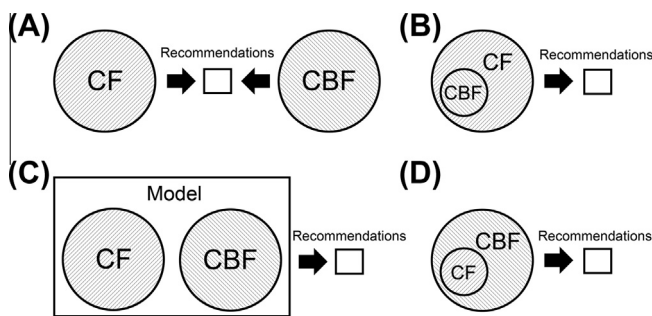 (A)
CF
Recommendations
CBF
(B)
CF
CBF
Recommendations
(C)
Model
CF
CBF
Recommendations
(D)
CBF
CF
Recommendations